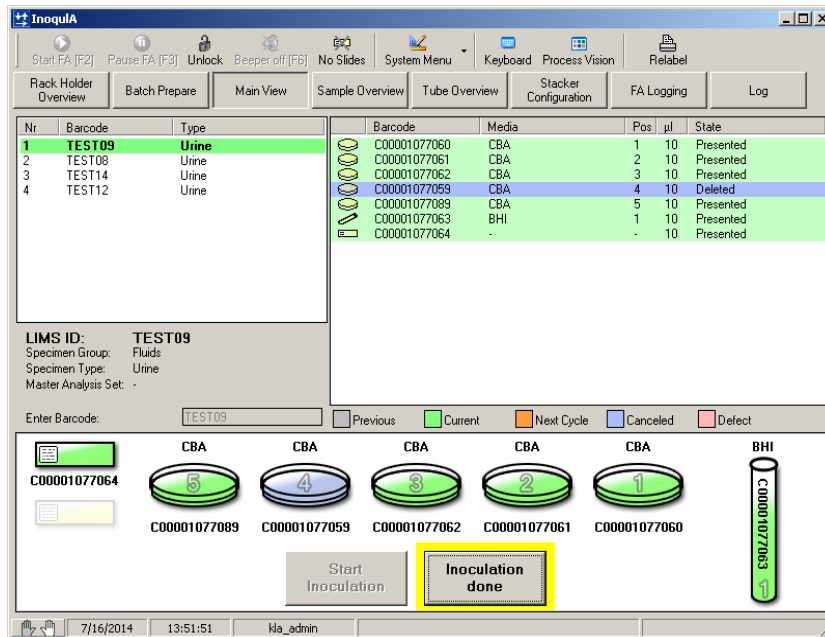 InoqulA
Start FA [F2] Pause FA [F3] Unlock Beeper off [F6] No Slides System Menu Keyboard Process Vision Relabel
Rack Holder Overview Batch Prepare Main View Sample Overview Tube Overview Stacker Configuration FA Logging Log
Nr Barcode Type
1 TEST09 Urine
2 TEST08 Urine
3 TEST14 Urine
4 TEST12 Urine
Barcode Media Pos µl State
C00001077060 CBA 1 10 Presented
C00001077061 CBA 2 10 Presented
C00001077062 CBA 3 10 Presented
C00001077059 CBA 4 10 Deleted
C00001077089 CBA 5 10 Presented
C00001077063 BHI 1 10 Presented
C00001077064 - - 10 Presented
LIMS ID: TEST09
Specimen Group: Fluids
Specimen Type: Urine
Master Analysis Set: -
Enter Barcode: TEST09
Previous Current Next Cycle Canceled Defect
CBA CBA CBA CBA CBA BHI
5 4 3 2 1
C00001077064
C00001077089 C00001077059 C00001077062 C00001077061 C00001077060
C00001077063
1
Start
Inoculation
Inoculation
done
7/16/2014 13:51:51 kla_admin